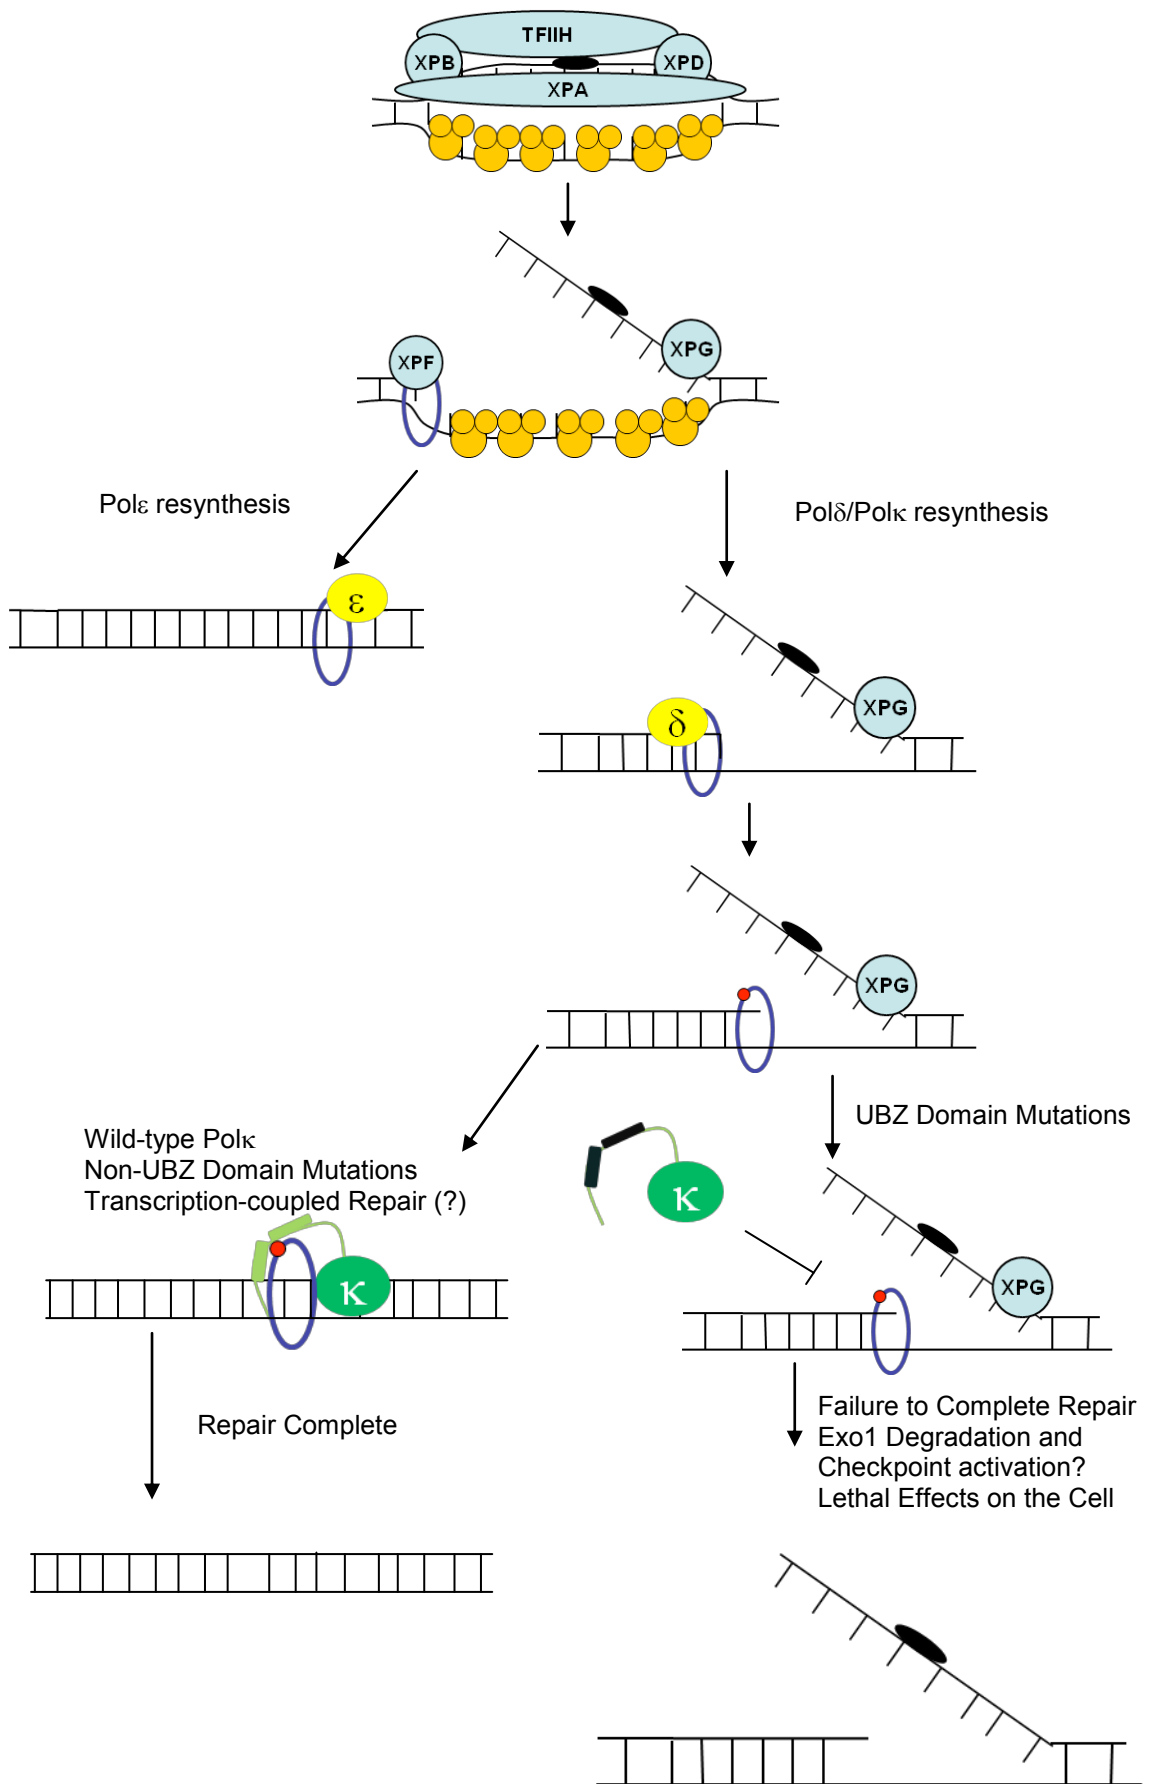 TFIIH
XPB
XPD
XPA
XPG
XPF
Polε resynthesis
Polδ/Polκ resynthesis
ε
XPG
δ
XPG
UBZ Domain Mutations
Wild-type Polκ
Non-UBZ Domain Mutations
Transcription-coupled Repair (?)
κ
κ
XPG
Repair Complete
Failure to Complete Repair
Exo1 Degradation and
Checkpoint activation?
Lethal Effects on the Cell